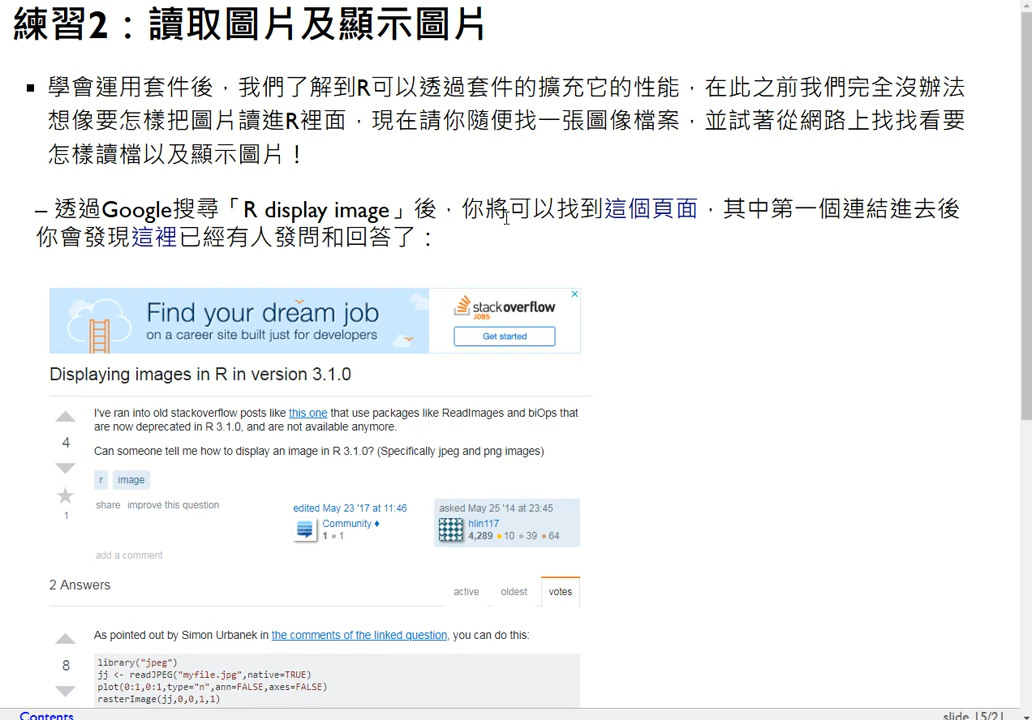 練習2：讀取圖片及顯示圖片
▪ 學會運用套件後，我們了解到R可以透過套件的擴充它的性能，在此之前我們完全沒辦法
想像要怎樣把圖片讀進R裡面，現在請你隨便找一張圖像檔案，並試著從網路上找找看要
怎樣讀檔以及顯示圖片！
– 透過Google搜尋「R display image」後，你將可以找到這個頁面，其中第一個連結進去後
你會發現這裡已經有人發問和回答了：
Find your dream job
on a career site built just for developers
stackoverflow
JOBS
Get started
Displaying images in R in version 3.1.0
I've ran into old stackoverflow posts like this one that use packages like ReadImages and biOps that
are now deprecated in R 3.1.0, and are not available anymore.
4
Can someone tell me how to display an image in R 3.1.0? (Specifically jpeg and png images)
r image
1
share improve this question
edited May 23 '17 at 11:46
Community ♦
1 ● 1
asked May 25 '14 at 23:45
hlin117
4,289 ● 10 ● 39 ● 64
add a comment
2 Answers
active oldest votes
As pointed out by Simon Urbanek in the comments of the linked question, you can do this:
8
library("jpeg")
jj <- readJPEG("myfile.jpg",native=TRUE)
plot(0:1,0:1,type="n",ann=FALSE,axes=FALSE)
rasterImage(jj,0,0,1,1)
Contents
slide 15/21